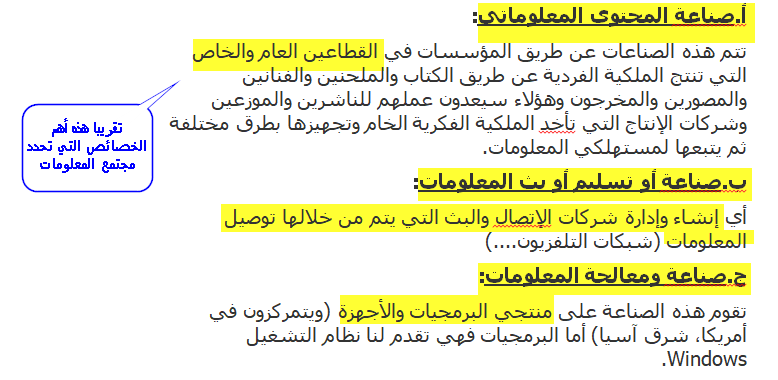 أ.صناعة المحتوى المعلوماتي:
تتم هذه الصناعات عن طريق المؤسسات في القطاعين العام والخاص
التي تنتج الملكية الفردية عن طريق الكتاب والملحنين والفنانين
والمصورين والمخرجون وهؤلاء سيعدون عملهم للناشرين والموزعين
وشركات الإنتاج التي تأخد الملكية الفكرية الخام وتجهيزها بطرق مختلفة
ثم يتبعها لمستهلكي المعلومات.
تقريبا هذه أهم
الخصائص التي تحدد
مجتمع المعلومات
ب.صناعة أو تسليم أو بث المعلومات:
أي إنشاء وإدارة شركات الإتصال والبث التي يتم من خلالها توصيل
المعلومات (شبكات التلفزيون....)
ج.صناعة ومعالجة المعلومات:
تقوم هذه الصناعة على منتجي البرمجيات والأجهزة (ويتمركزون في
أمريكا، شرق آسيا) أما البرمجيات فهي تقدم لنا نظام التشغيل
Windows.